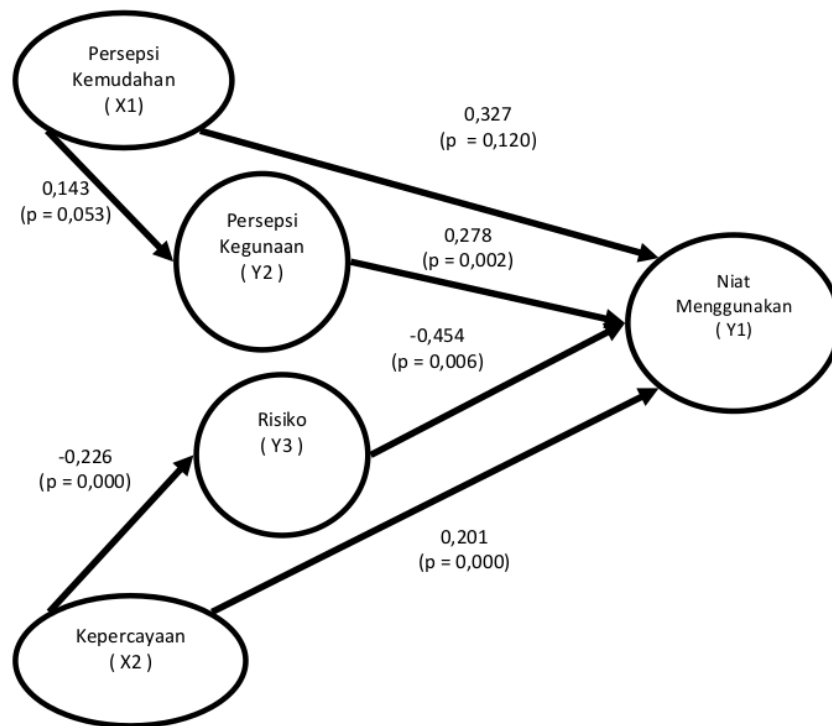 Persepsi
Kemudahan
( X1)
0,327
(p = 0,120)
0,143
(p = 0,053)
Persepsi
Kegunaan
( Y2 )
0,278
(p = 0,002)
Niat
Menggunakan
( Y1)
-0,454
(p = 0,006)
Risiko
( Y3 )
-0,226
(p = 0,000)
0,201
(p = 0,000)
Kepercayaan
( X2 )